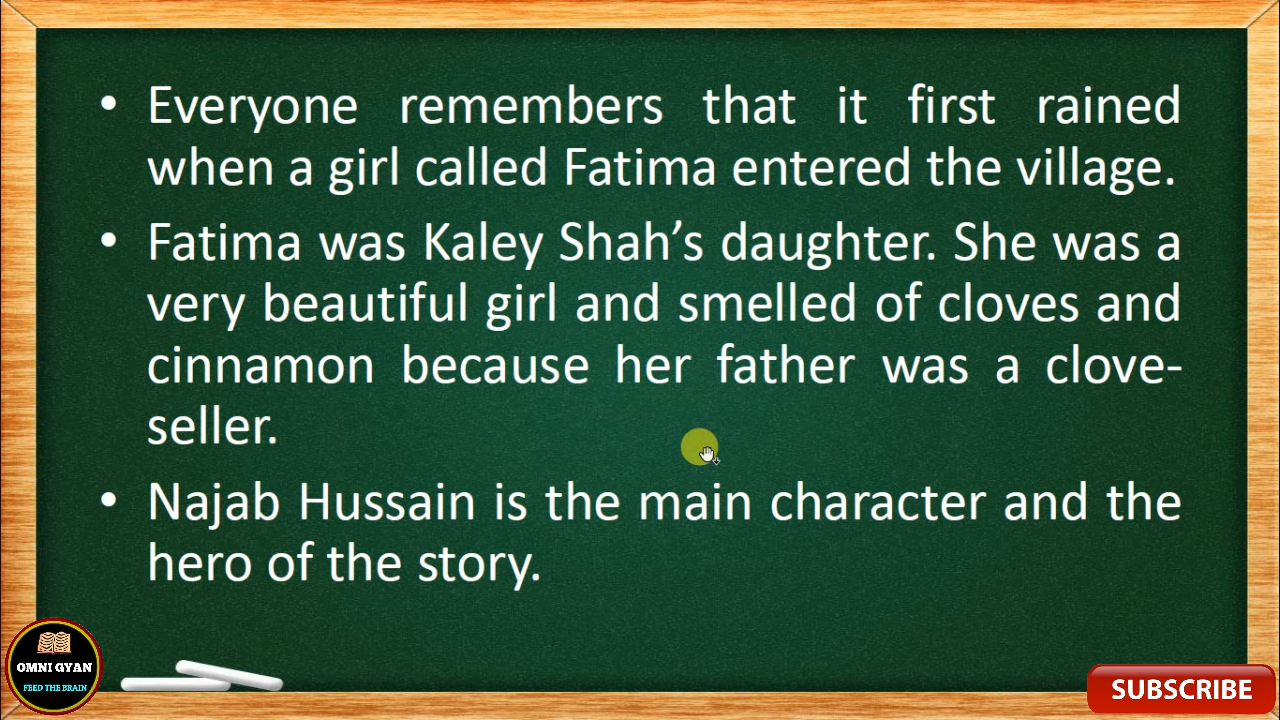 • Everyone remembers that it first rained
when a girl called Fatima entered the village.
• Fatima was Kaley Shah’s daughter. She was a
very beautiful girl and smelled of cloves and
cinnamon because her father was a clove-
seller.
• Najab Hussain is the main character and the
hero of the story.
OMNI GYAN
FEED THE BRAIN
SUBSCRIBE